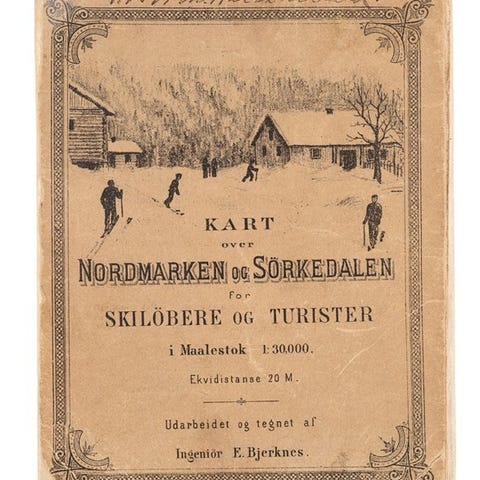 KART
over
NORDMARKEN OG SÖRKEDALEN
for
SKILÖBERE OG TURISTER
i Maalestok 1:30,000.
Ekvidistanse 20 M.
Udarbeidet og tegnet af
Ingeniör E. Bjerknes.